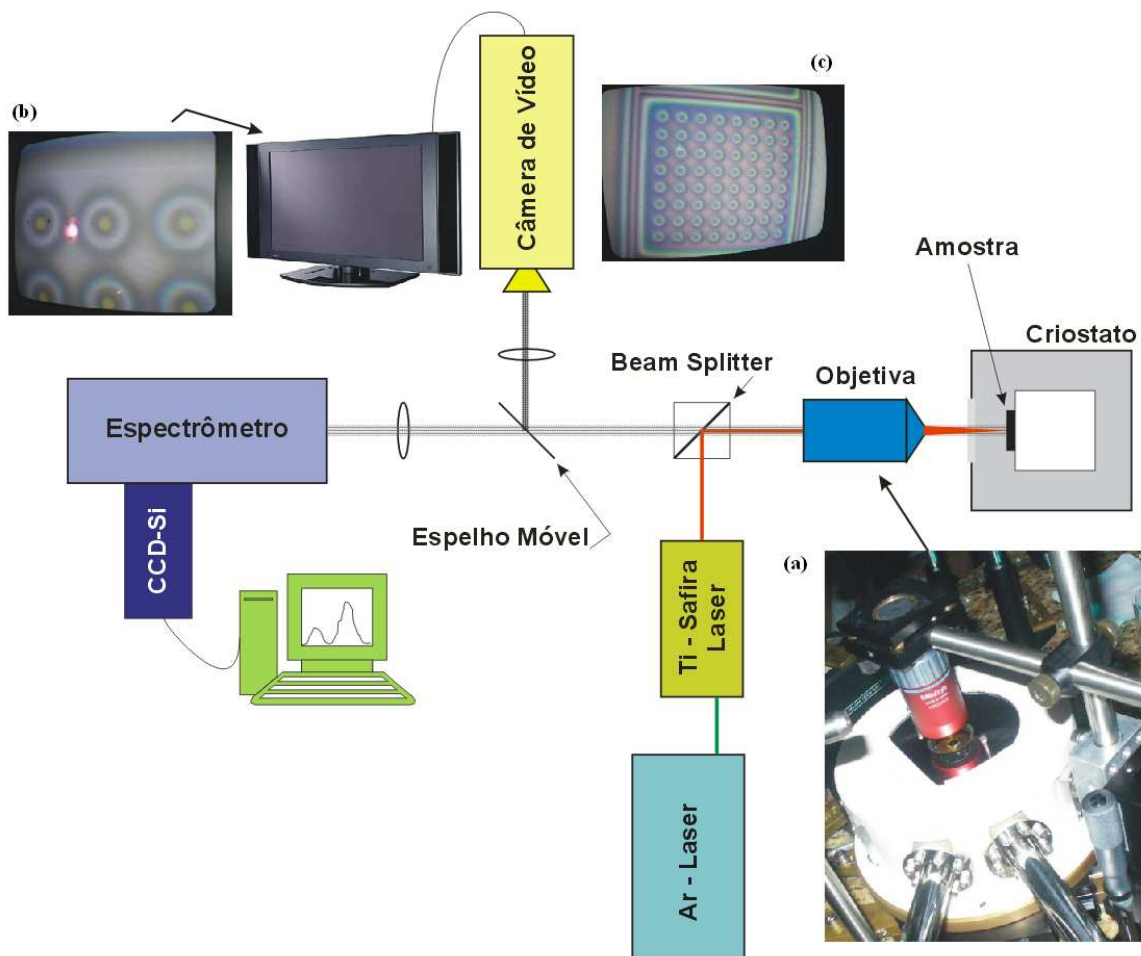 (b)
Câmera de Vídeo
(c)
Amostra
Criostato
Beam Splitter
Objetiva
Espectrômetro
CCD-Si
Espelho Móvel
Ti - Safira
Laser
(a)
Ar - Laser